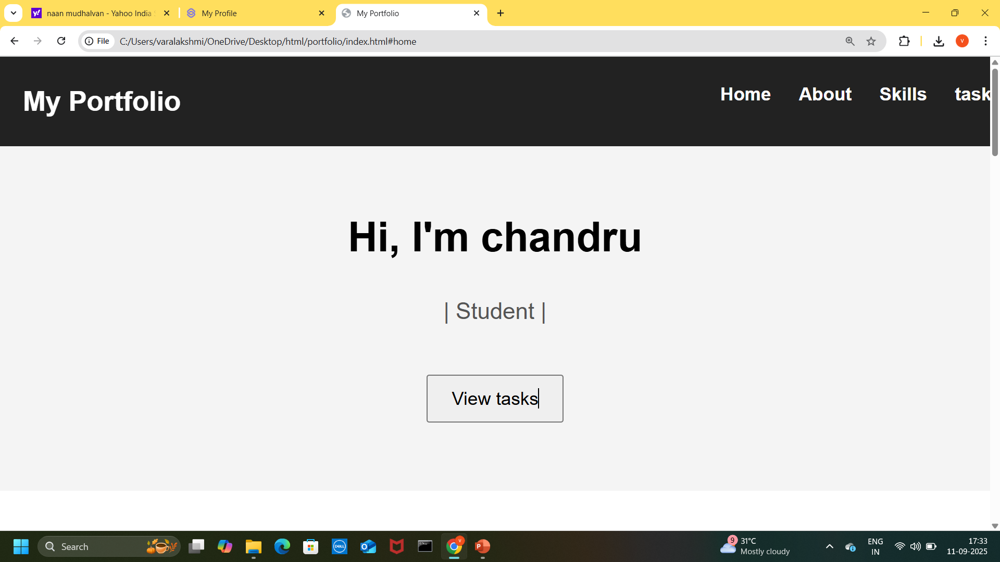 naan mudhalvan - Yahoo India
My Profile
My Portfolio
File
C:/Users/varalakshmi/OneDrive/Desktop/html/portfolio/index.html#home
V
My Portfolio
Home About Skills task
Hi, I'm chandru
| Student |
View tasks
Search
DELL
V
P
9
31°C
Mostly cloudy
ENG
IN
17:33
11-09-2025